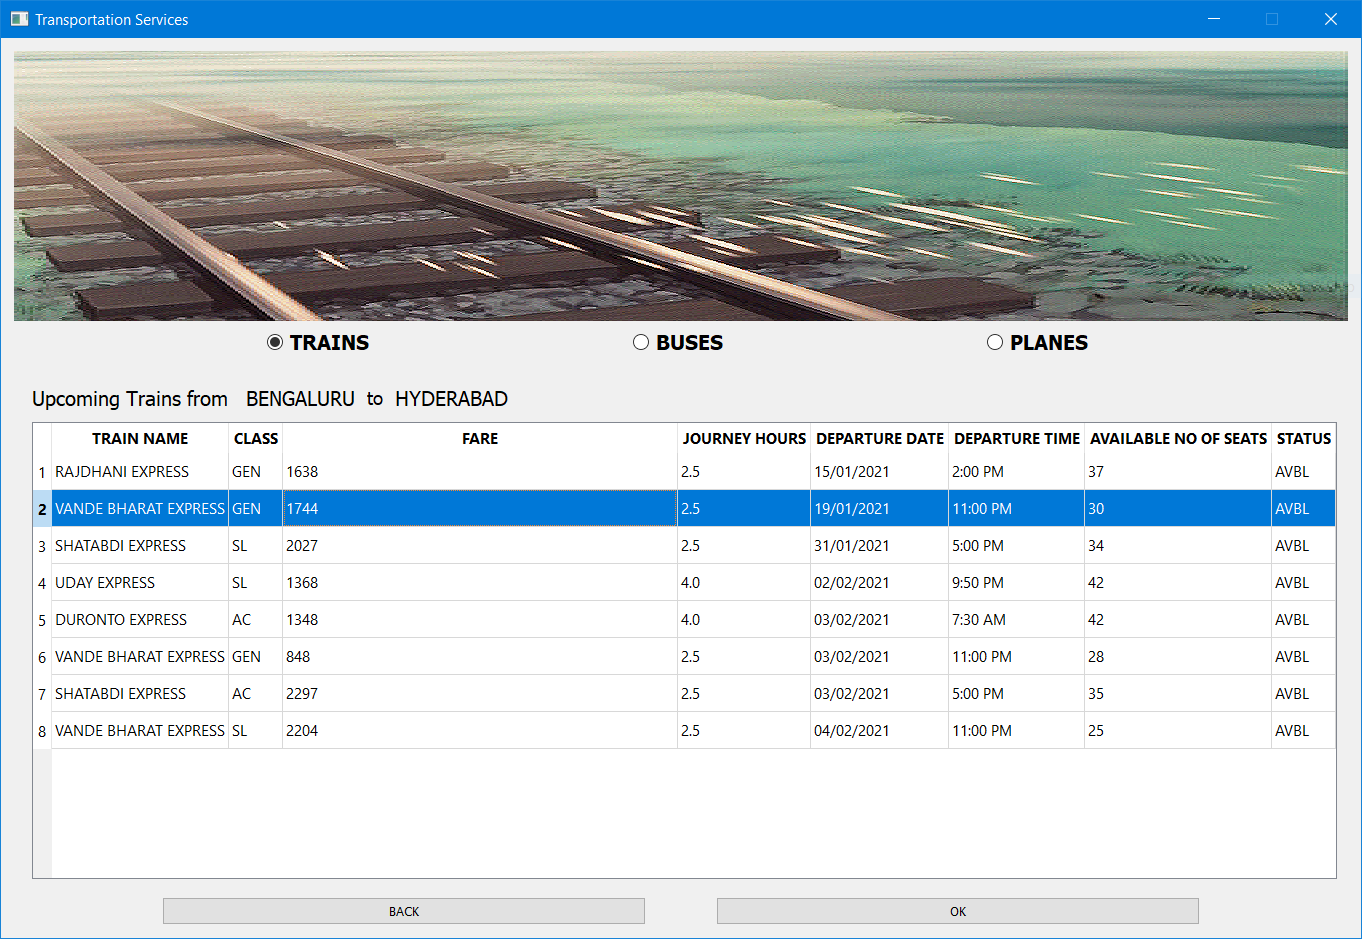 Transportation Services
TRAINS BUSES PLANES
Upcoming Trains from BENGALURU to HYDERABAD
TRAIN NAME CLASS FARE JOURNEY HOURS DEPARTURE DATE DEPARTURE TIME AVAILABLE NO OF SEATS STATUS
1 RAJDHANI EXPRESS GEN 1638 2.5 15/01/2021 2:00 PM 37 AVBL
2 VANDE BHARAT EXPRESS GEN 1744 2.5 19/01/2021 11:00 PM 30 AVBL
3 SHATABDI EXPRESS SL 2027 2.5 31/01/2021 5:00 PM 34 AVBL
4 UDAY EXPRESS SL 1368 4.0 02/02/2021 9:50 PM 42 AVBL
5 DURONTO EXPRESS AC 1348 4.0 03/02/2021 7:30 AM 42 AVBL
6 VANDE BHARAT EXPRESS GEN 848 2.5 03/02/2021 11:00 PM 28 AVBL
7 SHATABDI EXPRESS AC 2297 2.5 03/02/2021 5:00 PM 35 AVBL
8 VANDE BHARAT EXPRESS SL 2204 2.5 04/02/2021 11:00 PM 25 AVBL
BACK OK